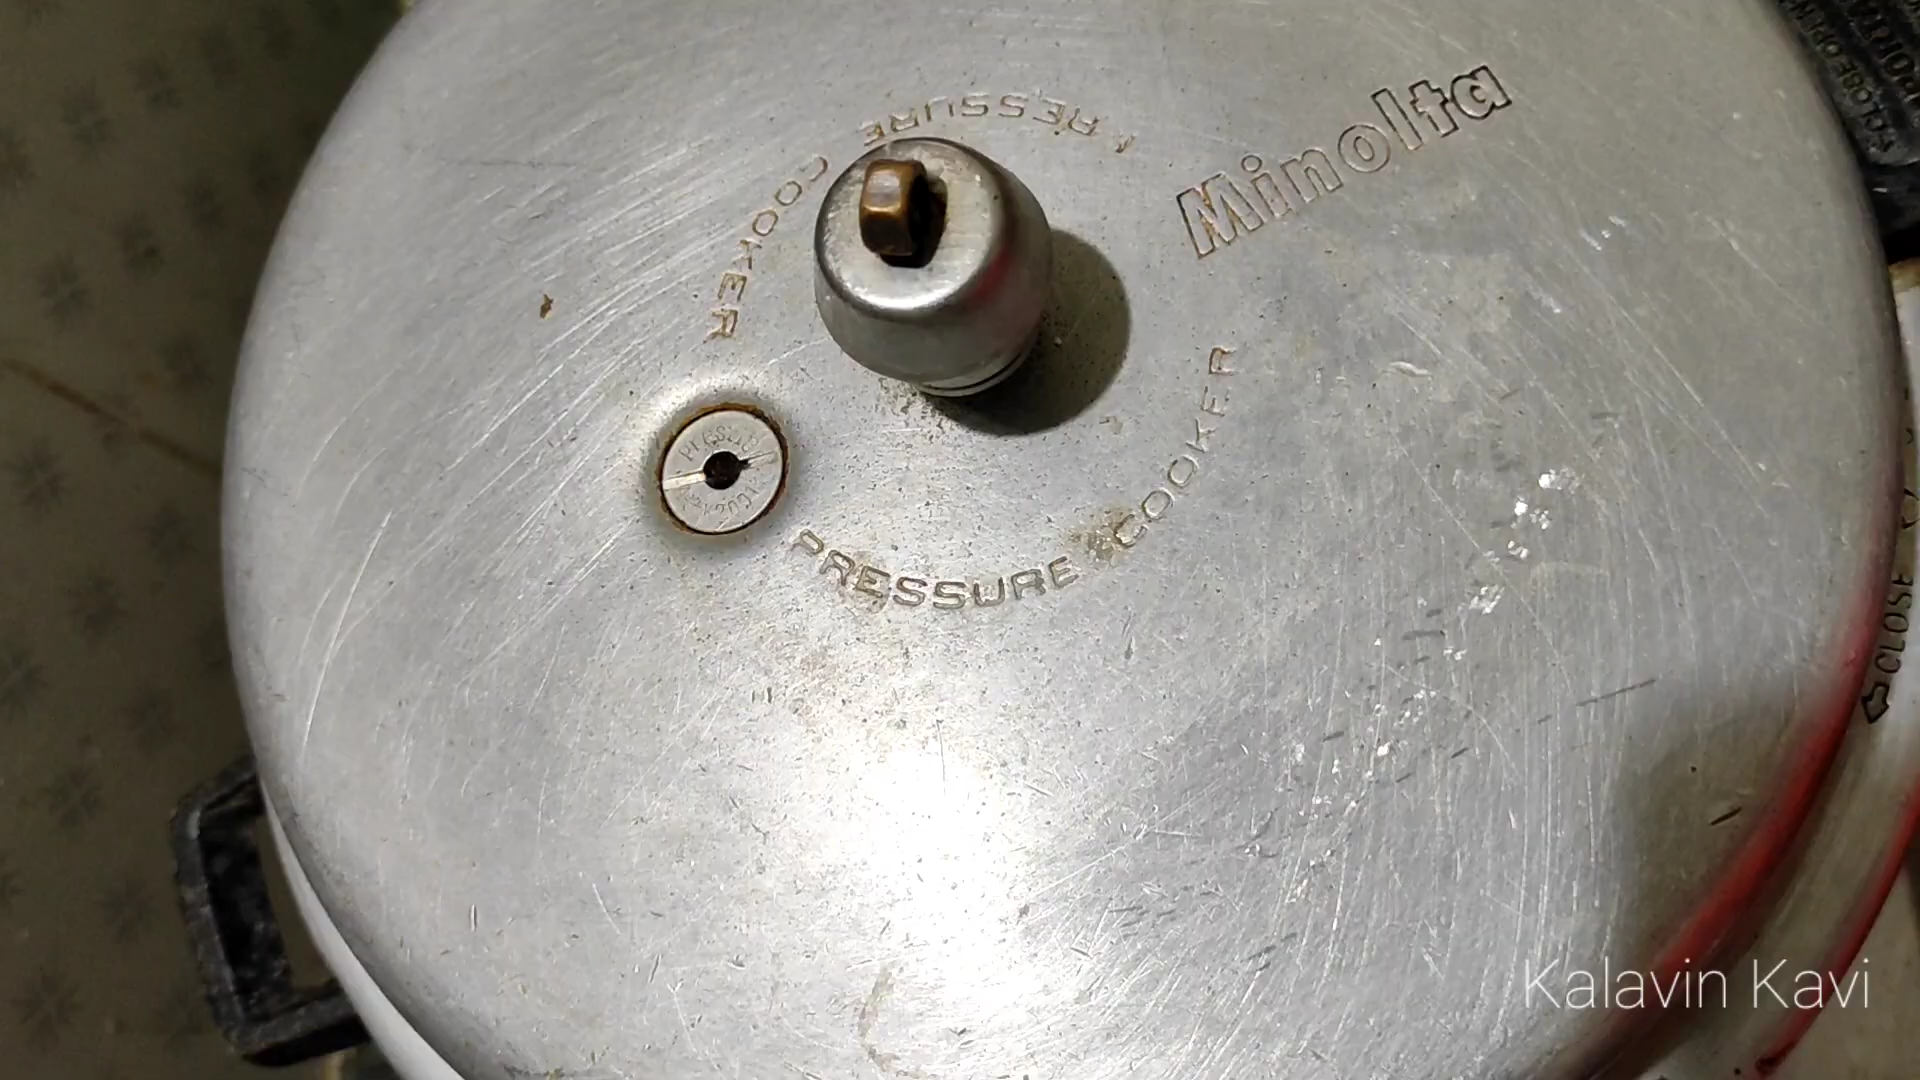 PRESSURE COOKER
Minolta
PRESSURE COOKER
CLOSE
Kalavin Kavi